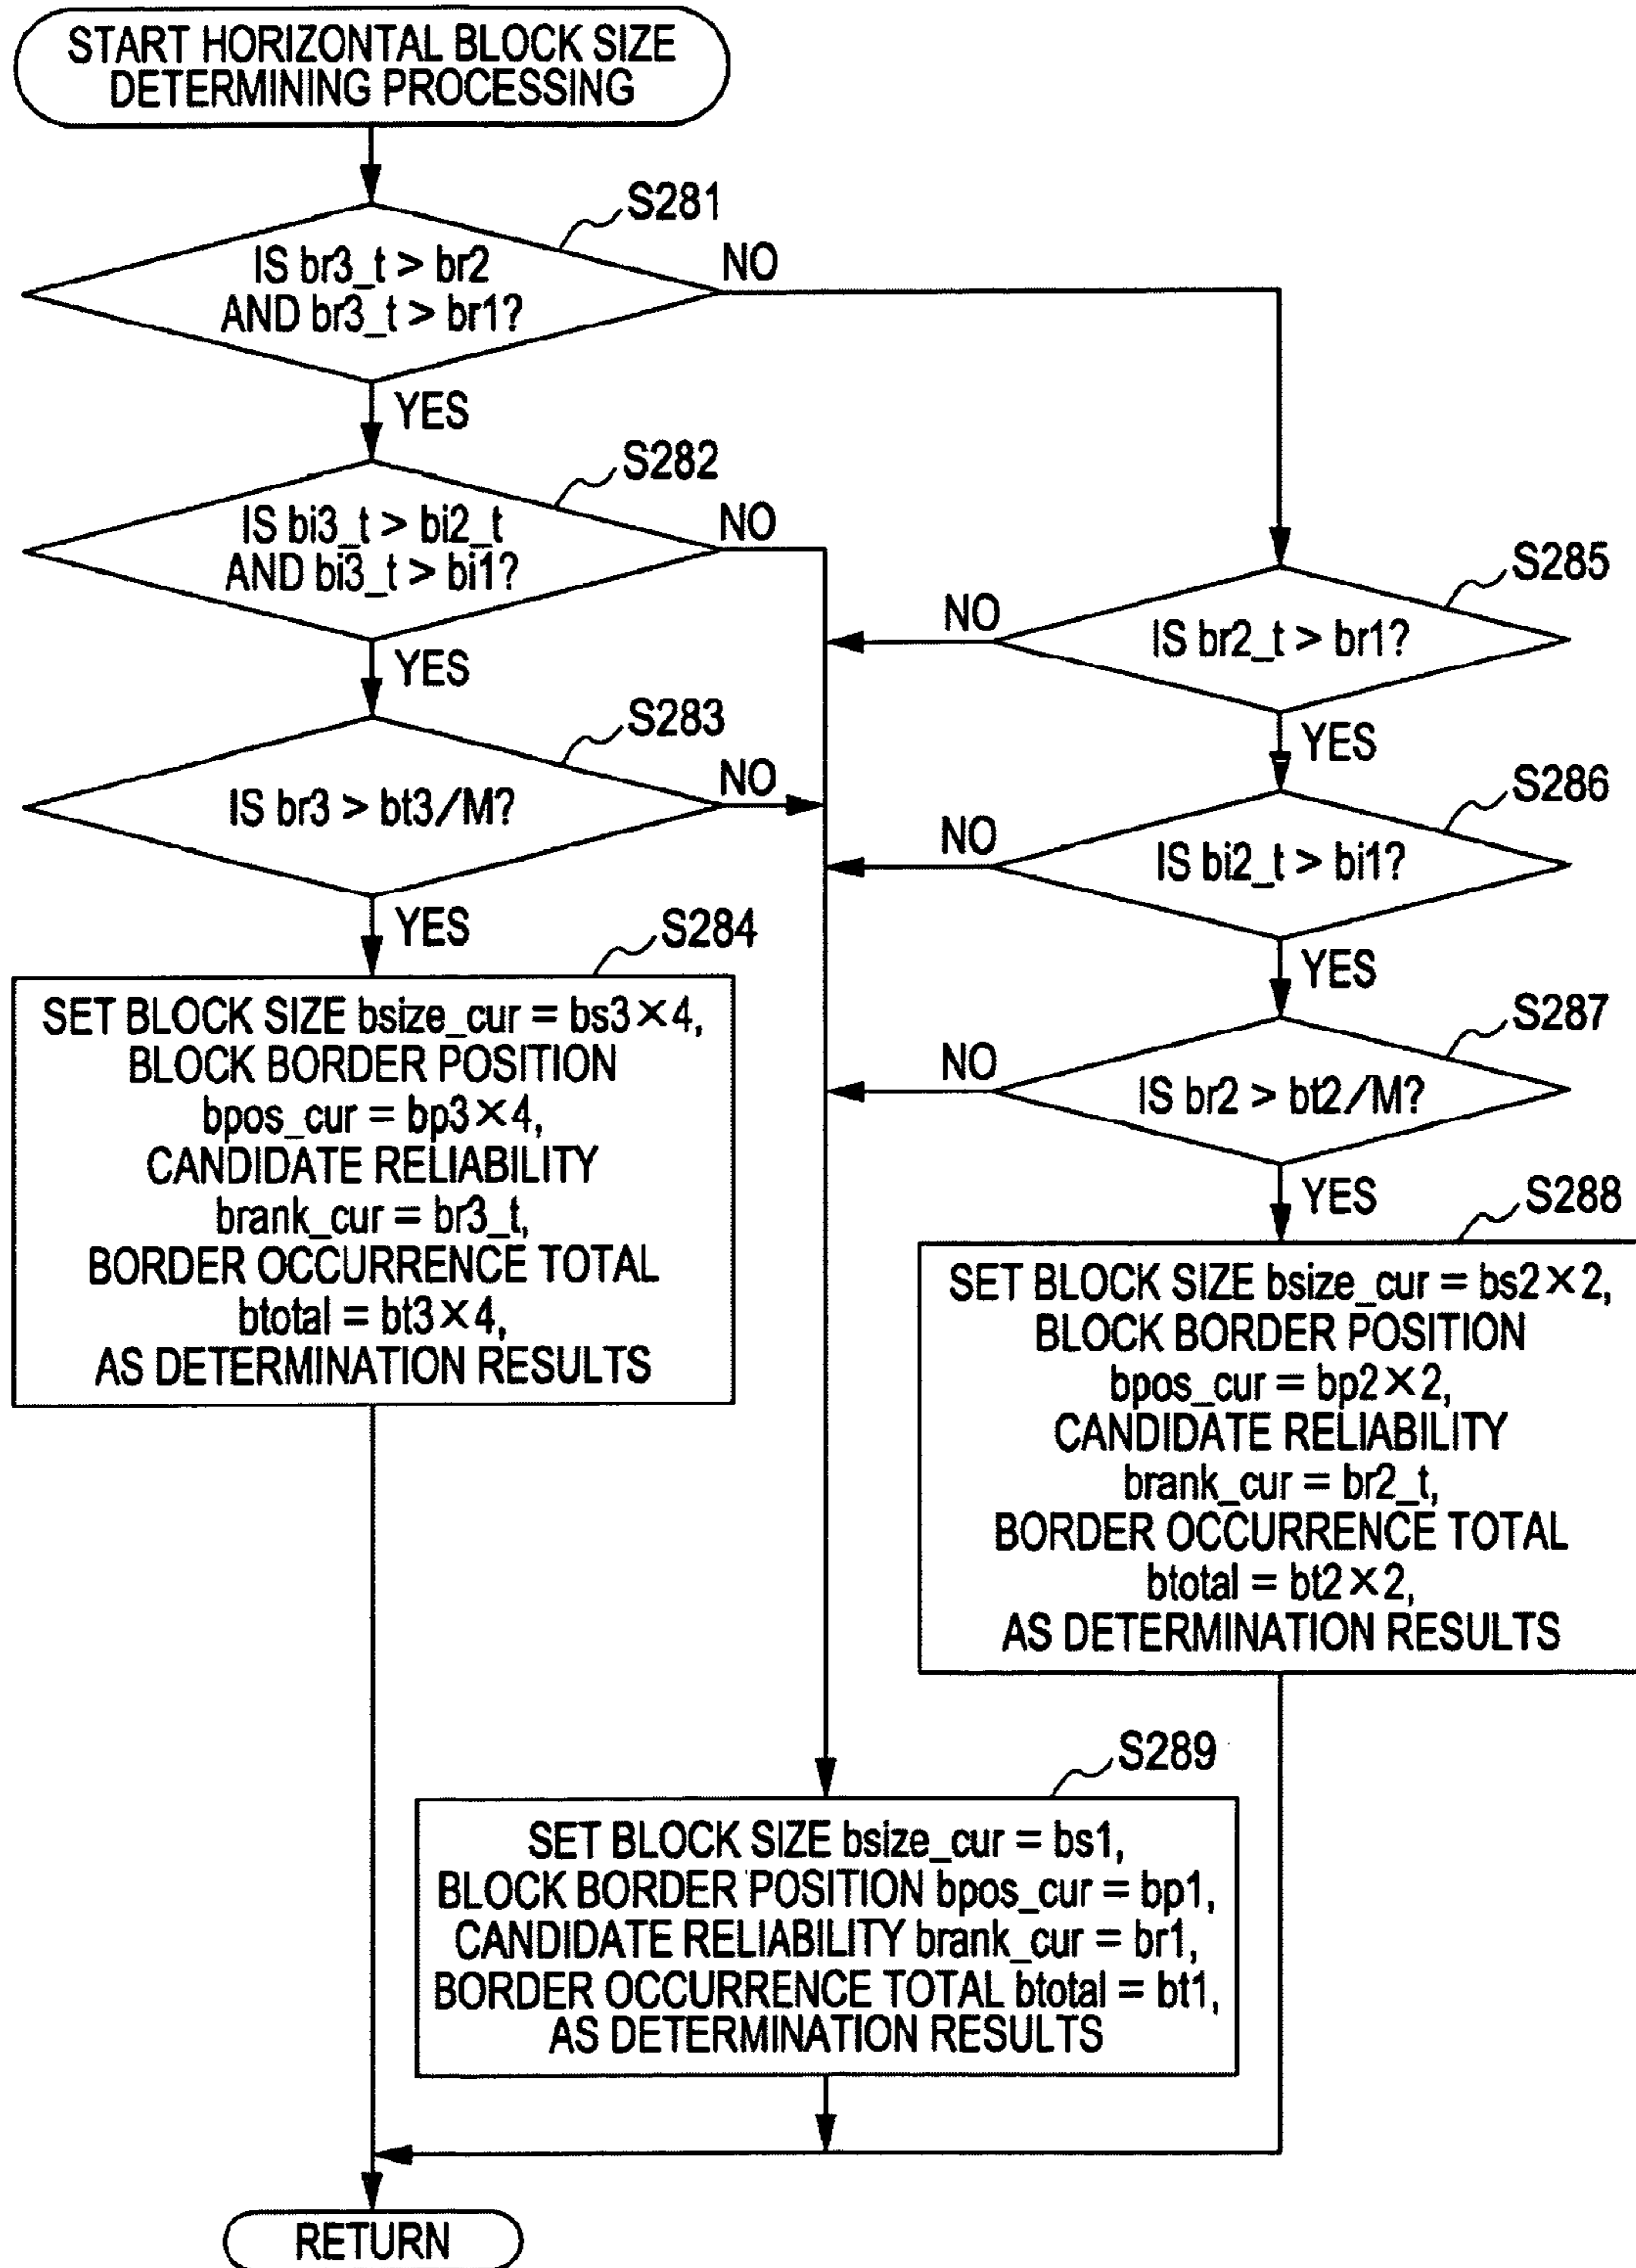 START HORIZONTAL BLOCK SIZE
DETERMINING PROCESSING
S281
IS br3_t > br2
AND br3_t > br1?
NO
YES
S282
IS bi3_t > bi2_t
AND bi3_t > bi1?
NO
YES
S283
IS br3 > bt3/M?
NO
YES
S284
SET BLOCK SIZE bsize_cur = bs3×4,
BLOCK BORDER POSITION
bpos_cur = bp3×4,
CANDIDATE RELIABILITY
brank_cur = br3_t,
BORDER OCCURRENCE TOTAL
btotal = bt3×4,
AS DETERMINATION RESULTS
S285
IS br2_t > br1?
NO
YES
S286
IS bi2_t > bi1?
NO
YES
S287
IS br2 > bt2/M?
NO
YES
S288
SET BLOCK SIZE bsize_cur = bs2×2,
BLOCK BORDER POSITION
bpos_cur = bp2×2,
CANDIDATE RELIABILITY
brank_cur = br2_t,
BORDER OCCURRENCE TOTAL
btotal = bt2×2,
AS DETERMINATION RESULTS
S289
SET BLOCK SIZE bsize_cur = bs1,
BLOCK BORDER POSITION bpos_cur = bp1,
CANDIDATE RELIABILITY brank_cur = br1,
BORDER OCCURRENCE TOTAL btotal = bt1,
AS DETERMINATION RESULTS
RETURN